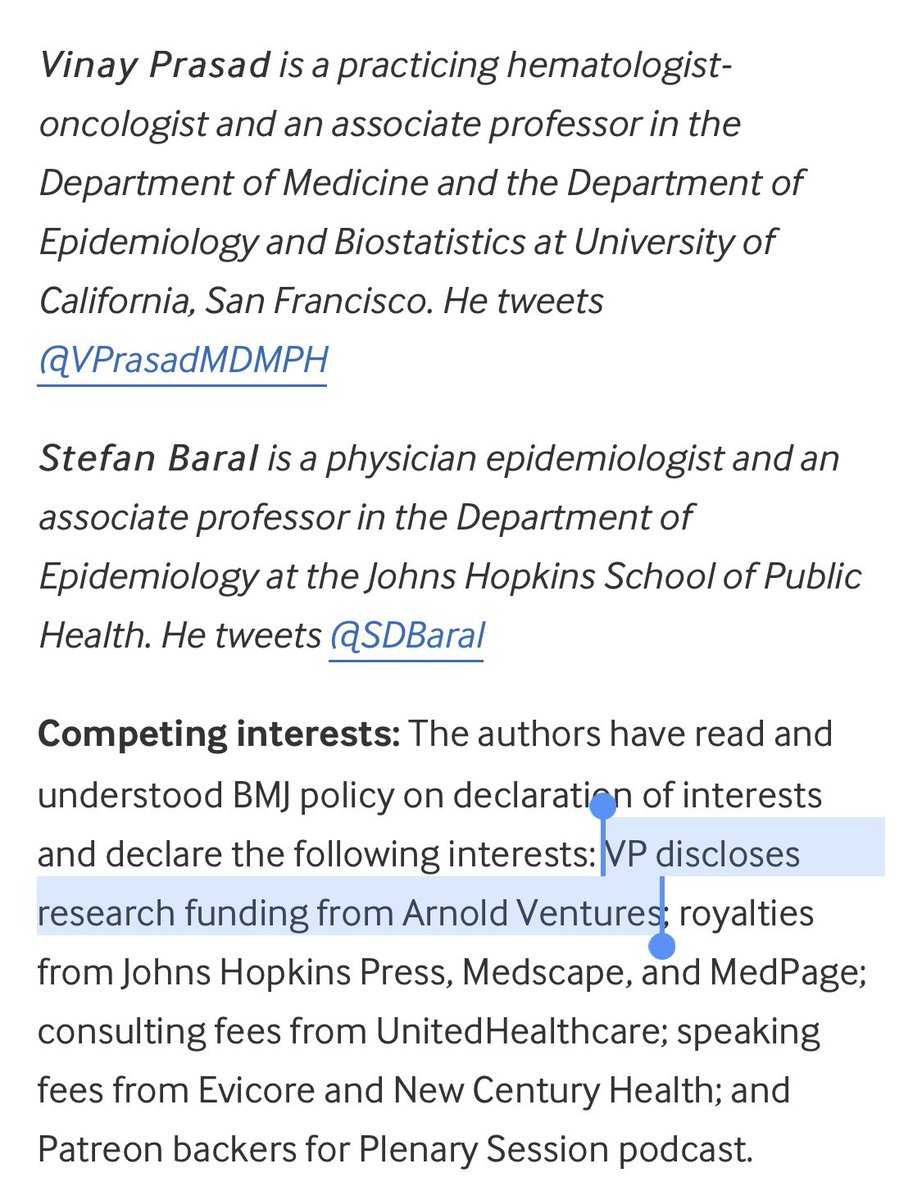 Vinay Prasad is a practicing hematologist-
oncologist and an associate professor in the
Department of Medicine and the Department of
Epidemiology and Biostatistics at University of
California, San Francisco. He tweets
@VPrasadMDMPH
Stefan Baral is a physician epidemiologist and an
associate professor in the Department of
Epidemiology at the Johns Hopkins School of Public
Health. He tweets @SDBaral
Competing interests: The authors have read and
understood BMJ policy on declaration of interests
and declare the following interests: VP discloses
research funding from Arnold Ventures; royalties
from Johns Hopkins Press, Medscape, and MedPage;
consulting fees from UnitedHealthcare; speaking
fees from Evicore and New Century Health; and
Patreon backers for Plenary Session podcast.